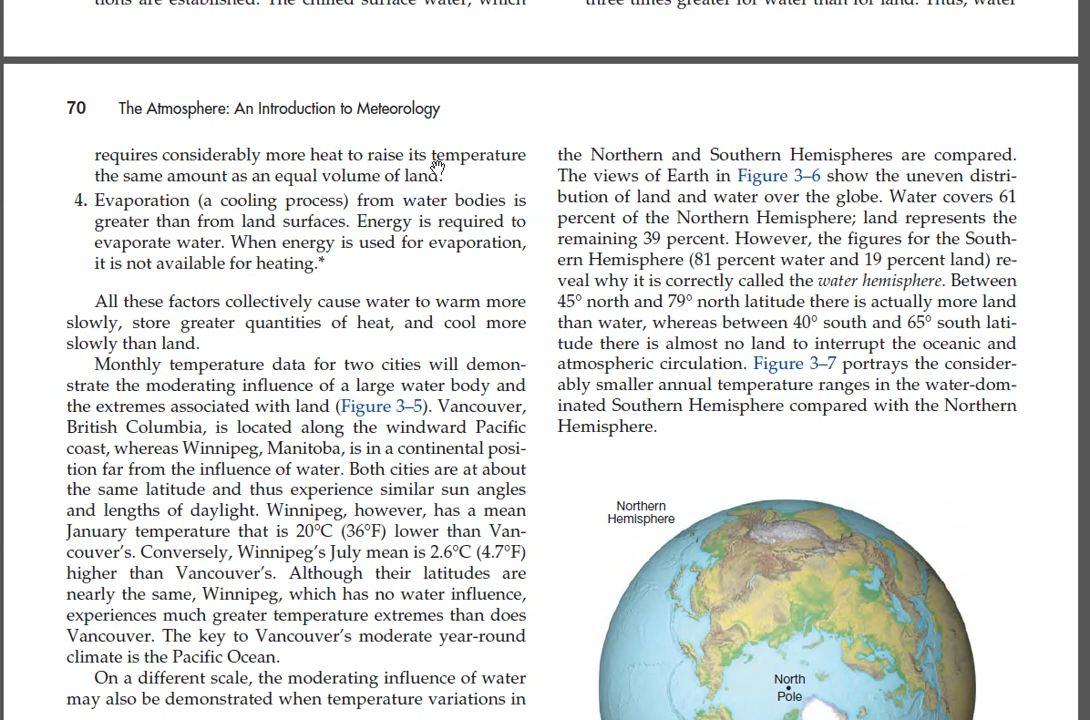 tions are established. The chilled surface water, which
three times greater for water than for land. Thus, water
70 The Atmosphere: An Introduction to Meteorology
requires considerably more heat to raise its temperature
the same amount as an equal volume of land.
4. Evaporation (a cooling process) from water bodies is
greater than from land surfaces. Energy is required to
evaporate water. When energy is used for evaporation,
it is not available for heating.*
All these factors collectively cause water to warm more
slowly, store greater quantities of heat, and cool more
slowly than land.
Monthly temperature data for two cities will demon-
strate the moderating influence of a large water body and
the extremes associated with land (Figure 3–5). Vancouver,
British Columbia, is located along the windward Pacific
coast, whereas Winnipeg, Manitoba, is in a continental posi-
tion far from the influence of water. Both cities are at about
the same latitude and thus experience similar sun angles
and lengths of daylight. Winnipeg, however, has a mean
January temperature that is 20°C (36°F) lower than Van-
couver's. Conversely, Winnipeg's July mean is 2.6°C (4.7°F)
higher than Vancouver's. Although their latitudes are
nearly the same, Winnipeg, which has no water influence,
experiences much greater temperature extremes than does
Vancouver. The key to Vancouver's moderate year-round
climate is the Pacific Ocean.
On a different scale, the moderating influence of water
may also be demonstrated when temperature variations in
the Northern and Southern Hemispheres are compared.
The views of Earth in Figure 3–6 show the uneven distri-
bution of land and water over the globe. Water covers 61
percent of the Northern Hemisphere; land represents the
remaining 39 percent. However, the figures for the South-
ern Hemisphere (81 percent water and 19 percent land) re-
veal why it is correctly called the water hemisphere. Between
45° north and 79° north latitude there is actually more land
than water, whereas between 40° south and 65° south lati-
tude there is almost no land to interrupt the oceanic and
atmospheric circulation. Figure 3–7 portrays the consider-
ably smaller annual temperature ranges in the water-dom-
inated Southern Hemisphere compared with the Northern
Hemisphere.
Northern
Hemisphere
North
Pole